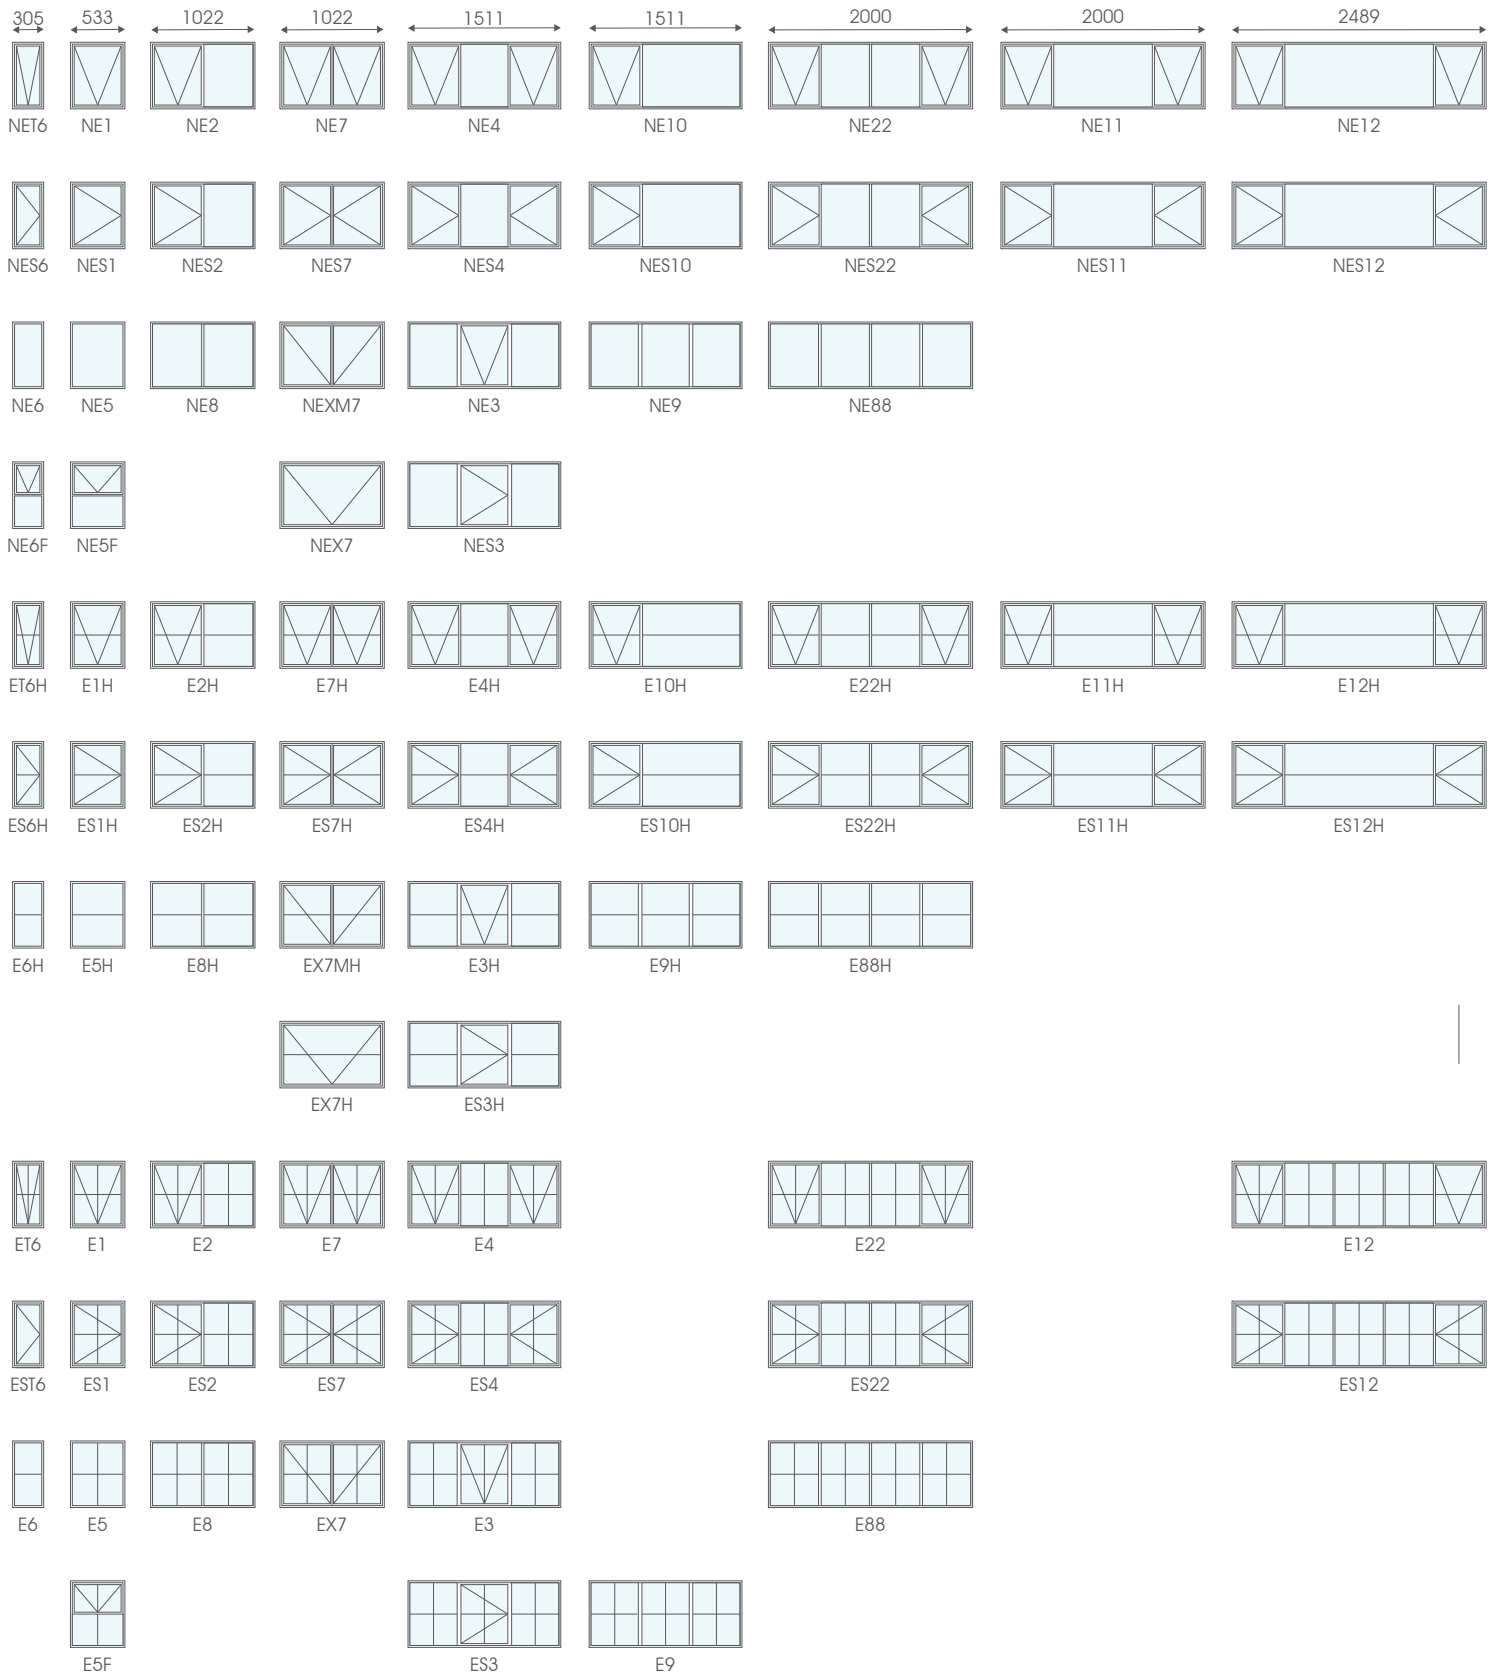 305 533 1022 1022 1511 1511 2000 2000 2489
NET6 NE1 NE2 NE7 NE4 NE10 NE22 NE11 NE12
NES6 NES1 NES2 NES7 NES4 NES10 NES22 NES11 NES12
NE6 NE5 NE8 NEXM7 NE3 NE9 NE88
NE6F NE5F NEX7 NES3
ET6H E1H E2H E7H E4H E10H E22H E11H E12H
ES6H ES1H ES2H ES7H ES4H ES10H ES22H ES11H ES12H
E6H E5H E8H EX7MH E3H E9H E88H
EX7H ES3H
ET6 E1 E2 E7 E4 E22 E12
EST6 ES1 ES2 ES7 ES4 ES22 ES12
E6 E5 E8 EX7 E3 E88
E5F ES3 E9